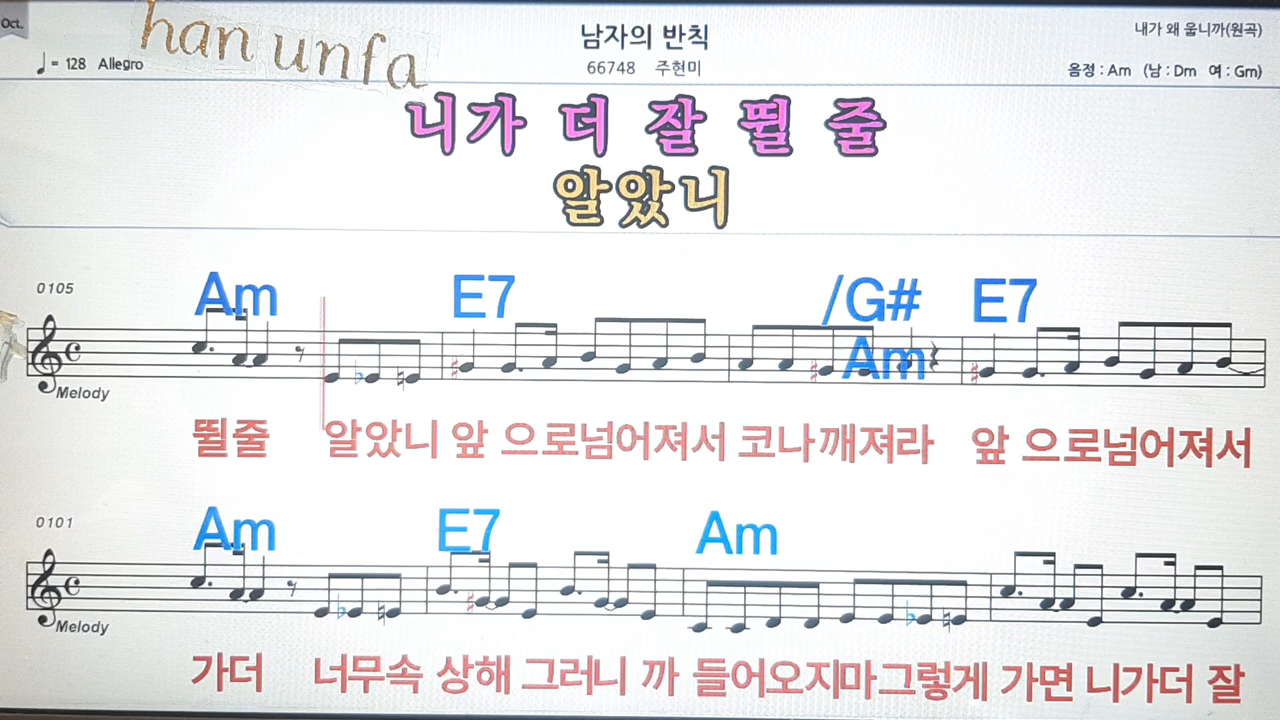 Oct.
han unfa
남자의 반칙
내가 왜 웁니까(원곡)
♩= 128 Allegro
66748 주현미
음정 : Am (남 : Dm 여 : Gm)
니가 더 잘 뛸 줄
알았니
0105
Am E7 /G# E7
Am
Melody
뛸줄 알았니 앞 으로넘어져서 코나깨져라 앞 으로넘어져서
0101
Am E7 Am
Melody
가더 너무속 상해 그러니 까 들어오지마그렇게 가면 니가더 잘